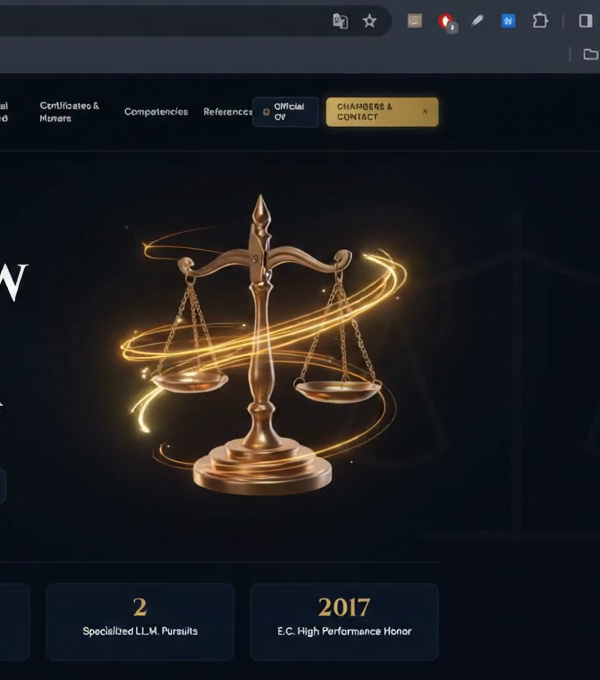 Certificates &
Honors
Competencies
References
Official
CV
CHAMBERS &
CONTACT
W
2
Specialized LL.M. Pursuits
2017
E.C. High Performance Honor